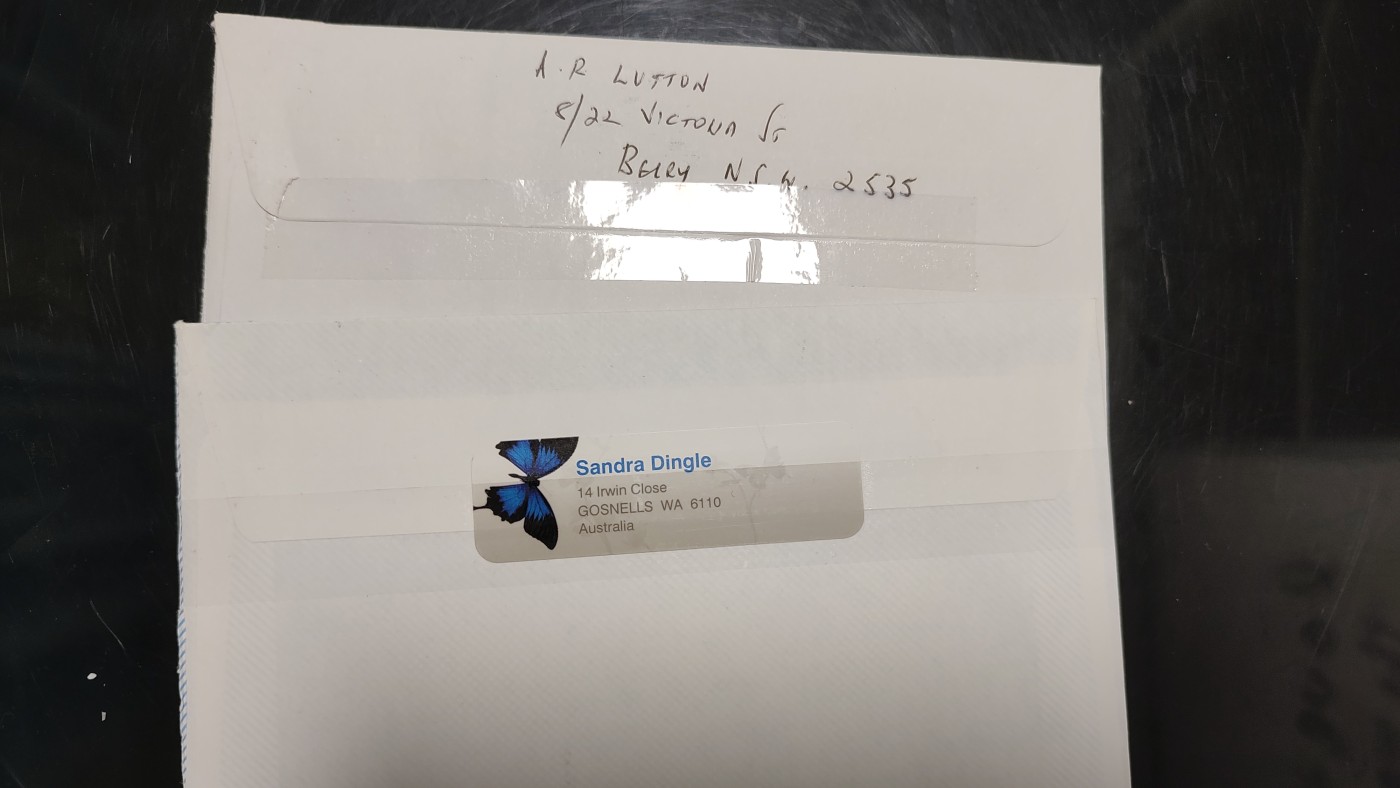 A.R LUTTON
8/22 VICTORIA ST
BERRY N.S.W. 2535
Sandra Dingle
14 Irwin Close
GOSNELLS WA 6110
Australia